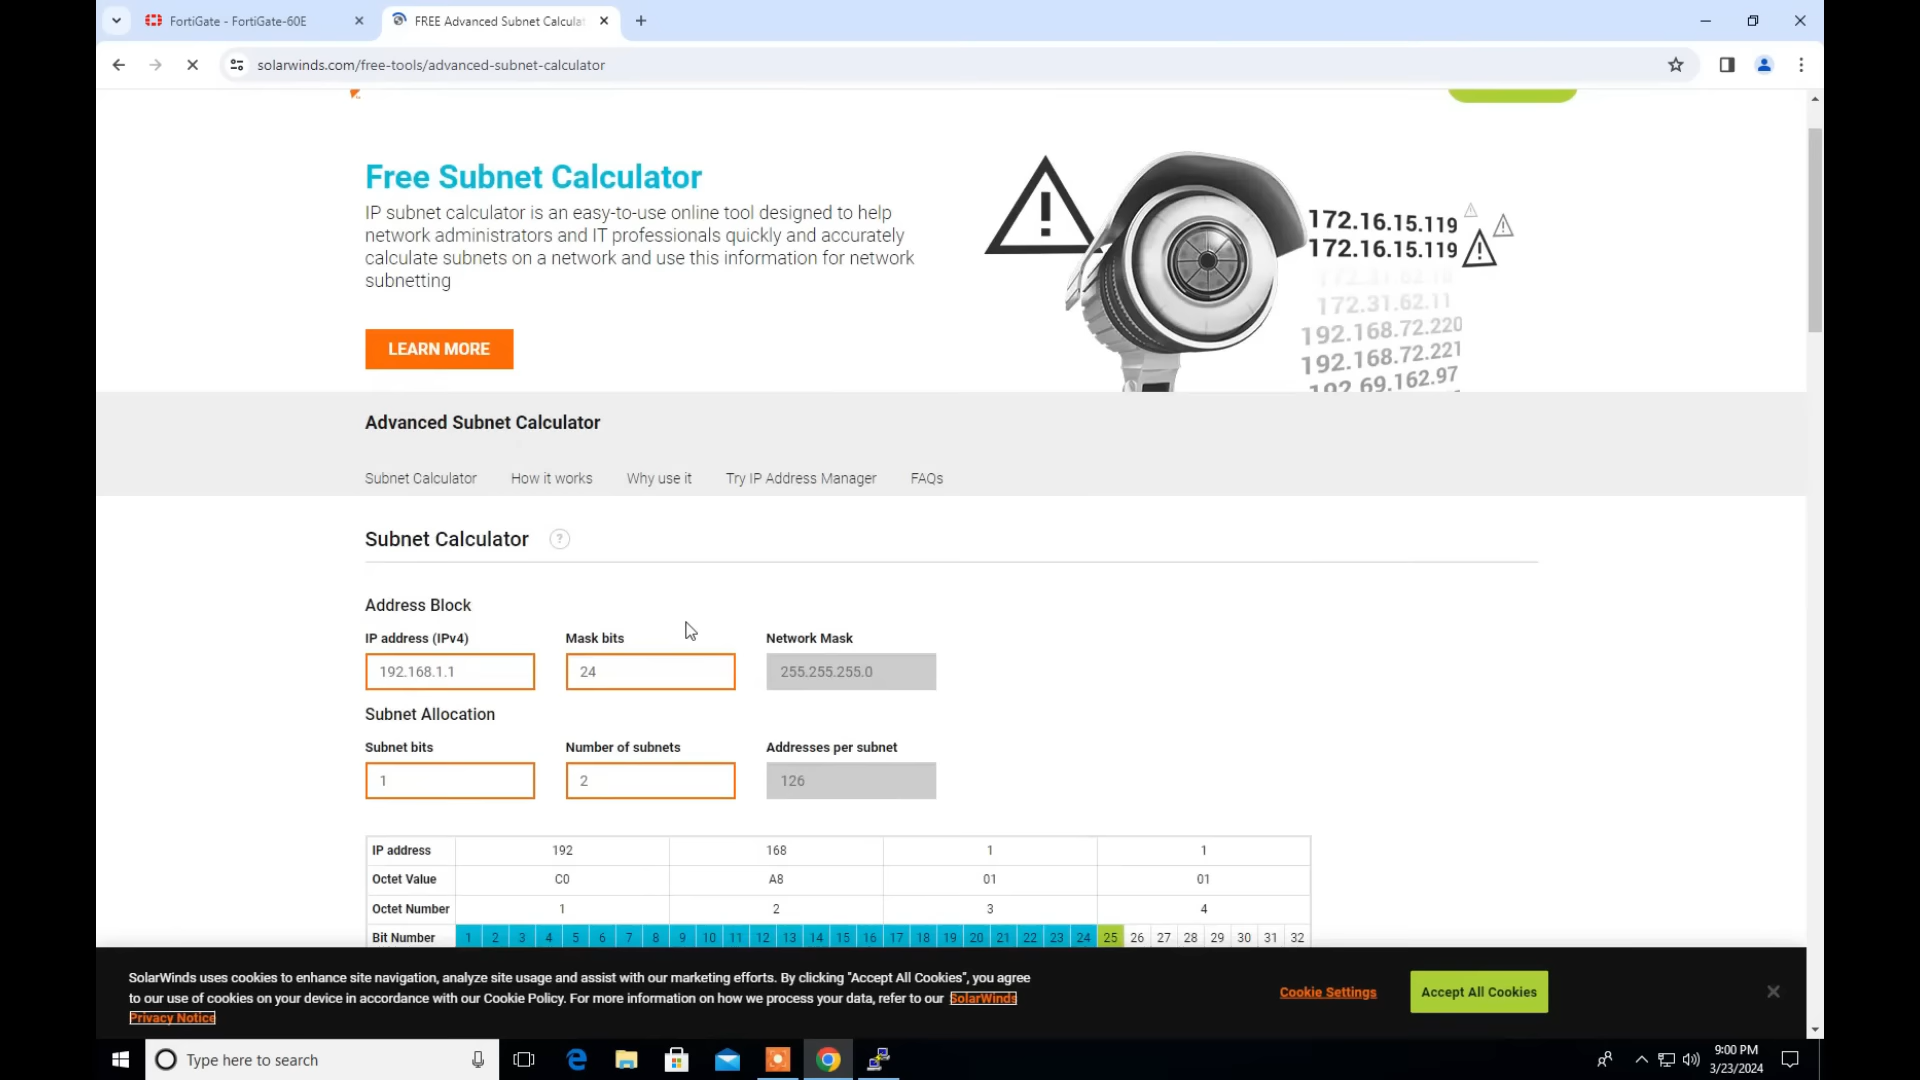 FortiGate - FortiGate-60E
FREE Advanced Subnet Calcula
solarwinds.com/free-tools/advanced-subnet-calculator
Free Subnet Calculator
IP subnet calculator is an easy-to-use online tool designed to help
network administrators and IT professionals quickly and accurately
calculate subnets on a network and use this information for network
subnetting
LEARN MORE
172.16.15.119
172.16.15.119
172.31.62.11
192.168.72.220
192.168.72.221
192.69.162.97
Advanced Subnet Calculator
Subnet Calculator How it works Why use it Try IP Address Manager FAQs
Subnet Calculator ?
Address Block
IP address (IPv4) Mask bits Network Mask
192.168.1.1 24 255.255.255.0
Subnet Allocation
Subnet bits Number of subnets Addresses per subnet
1 2 126
IP address 192 168 1 1
Octet Value C0 A8 01 01
Octet Number 1 2 3 4
Bit Number 1 2 3 4 5 6 7 8 9 10 11 12 13 14 15 16 17 18 19 20 21 22 23 24 25 26 27 28 29 30 31 32
SolarWinds uses cookies to enhance site navigation, analyze site usage and assist with our marketing efforts. By clicking "Accept All Cookies", you agree
to our use of cookies on your device in accordance with our Cookie Policy. For more information on how we process your data, refer to our SolarWinds
Privacy Notice
Cookie Settings
Accept All Cookies
Type here to search
9:00 PM
3/23/2024